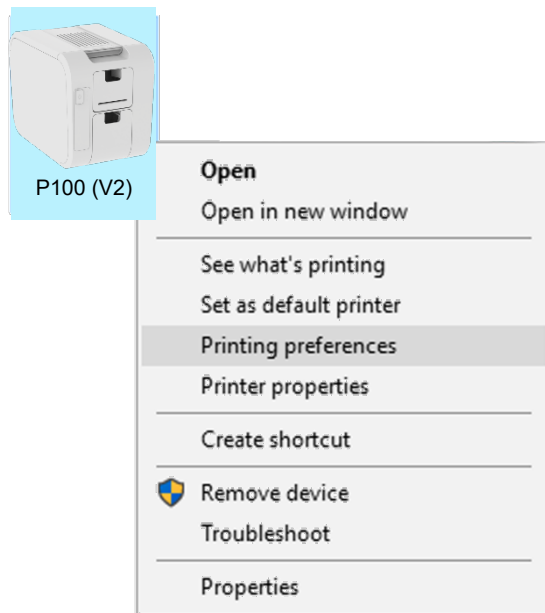 P100 (V2)
Open
Open in new window
See what's printing
Set as default printer
Printing preferences
Printer properties
Create shortcut
Remove device
Troubleshoot
Properties